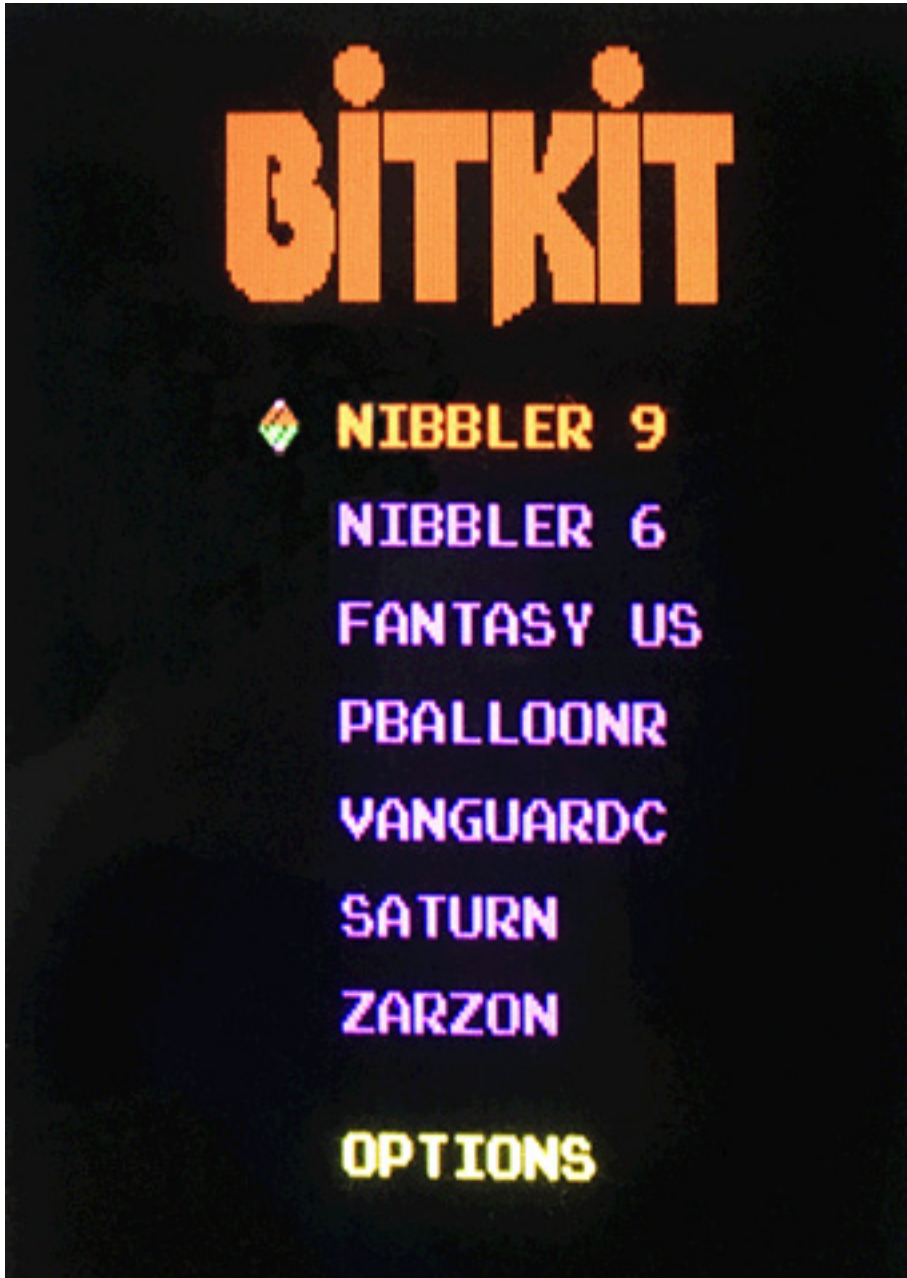 BiTKiT
NIBBLER 9
NIBBLER 6
FANTASY US
PBALLOONR
VANGUARDC
SATURN
ZARZON
OPTIONS